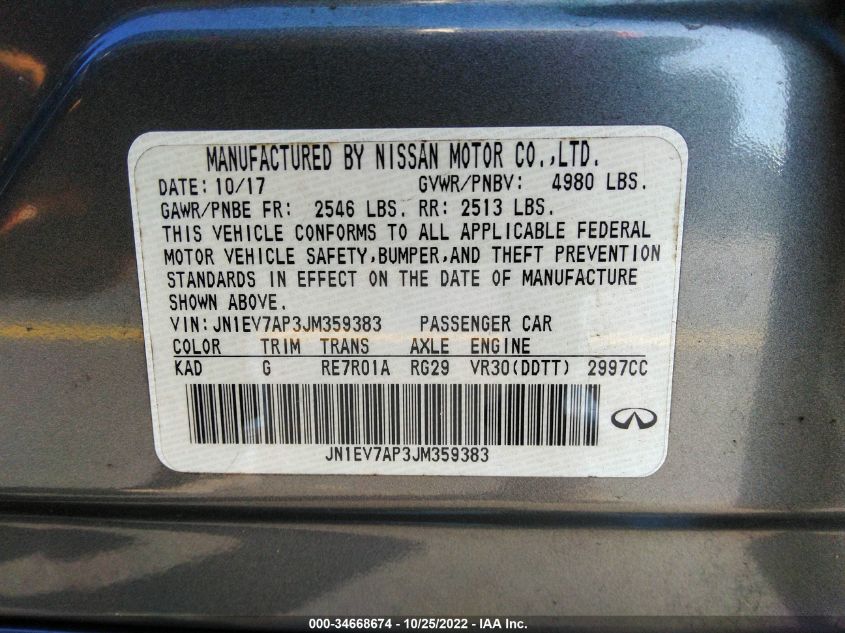 MANUFACTURED BY NISSAN MOTOR CO.,LTD.
DATE: 10/17 GVWR/PNBV: 4980 LBS.
GAWR/PNBE FR: 2546 LBS. RR: 2513 LBS.
THIS VEHICLE CONFORMS TO ALL APPLICABLE FEDERAL
MOTOR VEHICLE SAFETY,BUMPER,AND THEFT PREVENTION
STANDARDS IN EFFECT ON THE DATE OF MANUFACTURE
SHOWN ABOVE.
VIN:JN1EV7AP3JM359383 PASSENGER CAR
COLOR TRIM TRANS AXLE ENGINE
KAD G RE7R01A RG29 VR30(DDTT) 2997CC
JN1EV7AP3JM359383
000-34668674 - 10/25/2022 - IAA Inc.